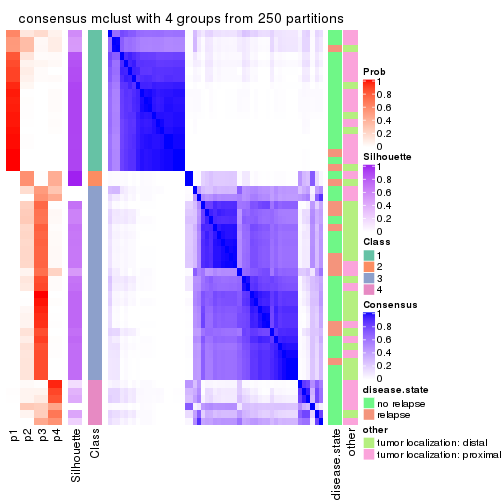 consensus mclust with 4 groups from 250 partitions
Prob
1
0.8
0.6
0.4
0.2
0
Silhouette
1
0.8
0.6
0.4
0.2
0
Class
1
2
3
4
Consensus
1
0.8
0.6
0.4
0.2
0
disease.state
no relapse
relapse
other
tumor localization: distal
tumor localization: proximal
p1
p2
p3
p4
Silhouette
Class
disease.state
other